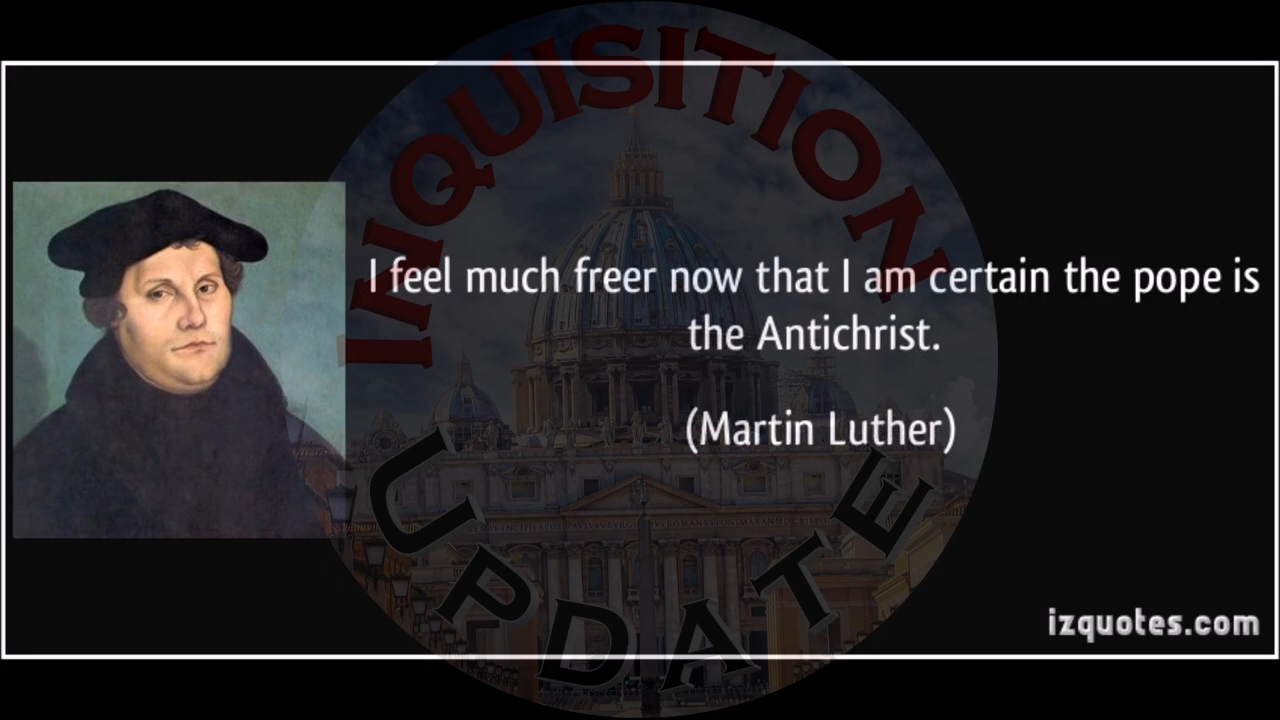 INQUISITION
I feel much freer now that I am certain the pope is
the Antichrist.
(Martin Luther)
UPDATE
izquotes.com